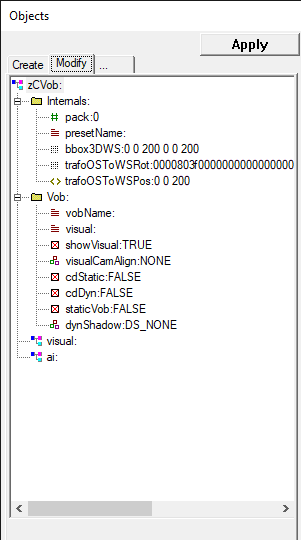 Objects
Apply
Create Modify ...
zCVob:
Internals:
pack:0
presetName:
bbox3DWS:0 0 200 0 0 200
trafoOSToWSRot:0000803f0000000000000000
trafoOSToWSPos:0 0 200
Vob:
vobName:
visual:
showVisual:TRUE
visualCamAlign:NONE
cdStatic:FALSE
cdDyn:FALSE
staticVob:FALSE
dynShadow:DS_NONE
visual:
ai: